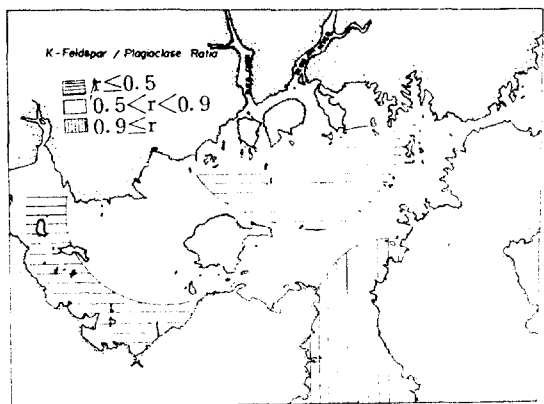 K-Feldspar / Plagioclase Ratio
r≤0.5
0.5<r<0.9
0.9≤r